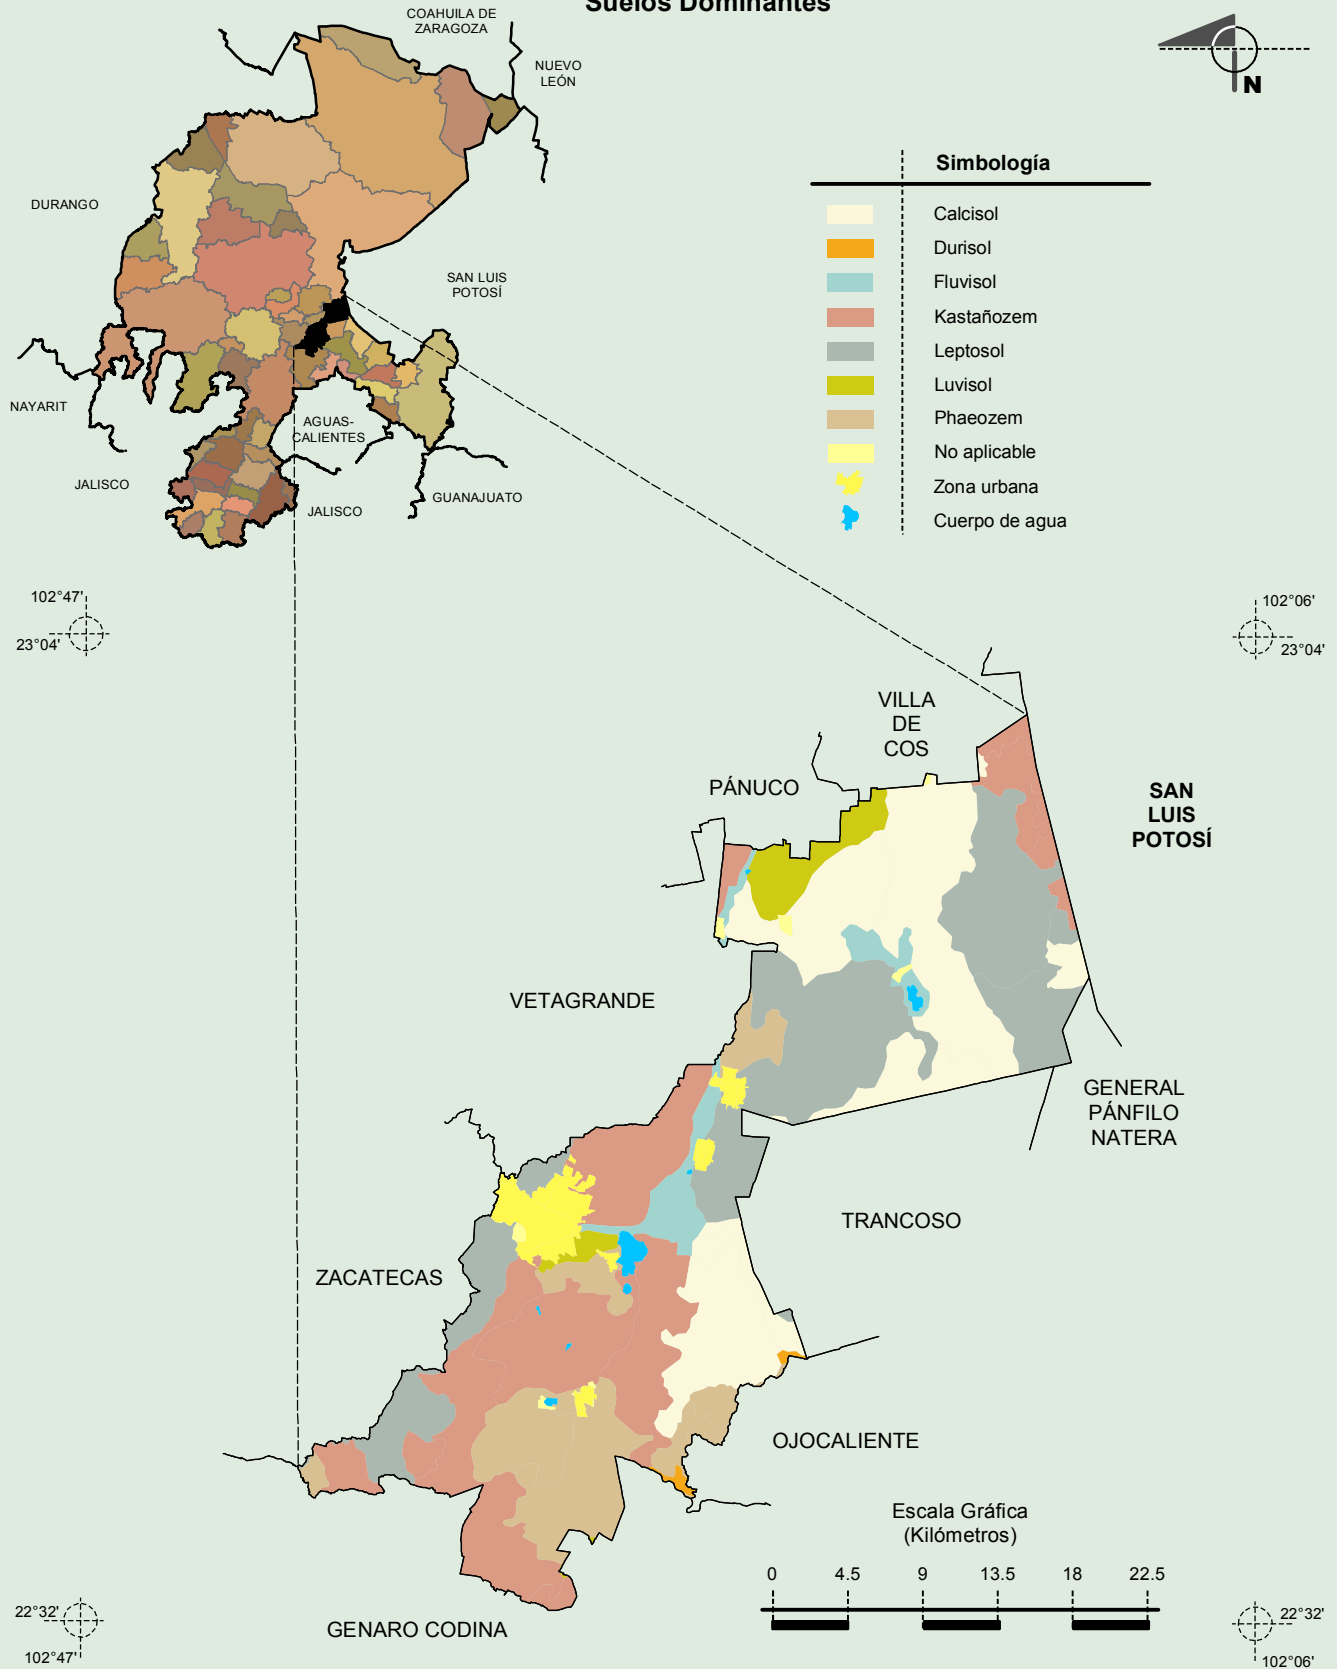 Suelos Dominantes
COAHUILA DE
ZARAGOZA
NUEVO
LEÓN
N
DURANGO
SAN LUIS
POTOSÍ
NAYARIT
AGUAS-
CALIENTES
JALISCO
JALISCO
GUANAJUATO
Simbología
Calcisol
Durisol
Fluvisol
Kastañozem
Leptosol
Luvisol
Phaeozem
No aplicable
Zona urbana
Cuerpo de agua
102°47'
23°04'
102°06'
23°04'
VILLA
DE
COS
PÁNUCO
SAN
LUIS
POTOSÍ
VETAGRANDE
GENERAL
PÁNFILO
NATERA
TRANCOSO
ZACATECAS
OJOCALIENTE
GENARO CODINA
Escala Gráfica
(Kilómetros)
0 4.5 9 13.5 18 22.5
22°32'
102°47'
22°32'
102°06'